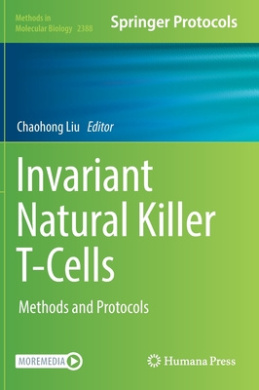 Methods in
Molecular Biology 2388
Springer Protocols
Chaohong Liu Editor
Invariant
Natural Killer
T-Cells
Methods and Protocols
MOREMEDIA
Humana Press